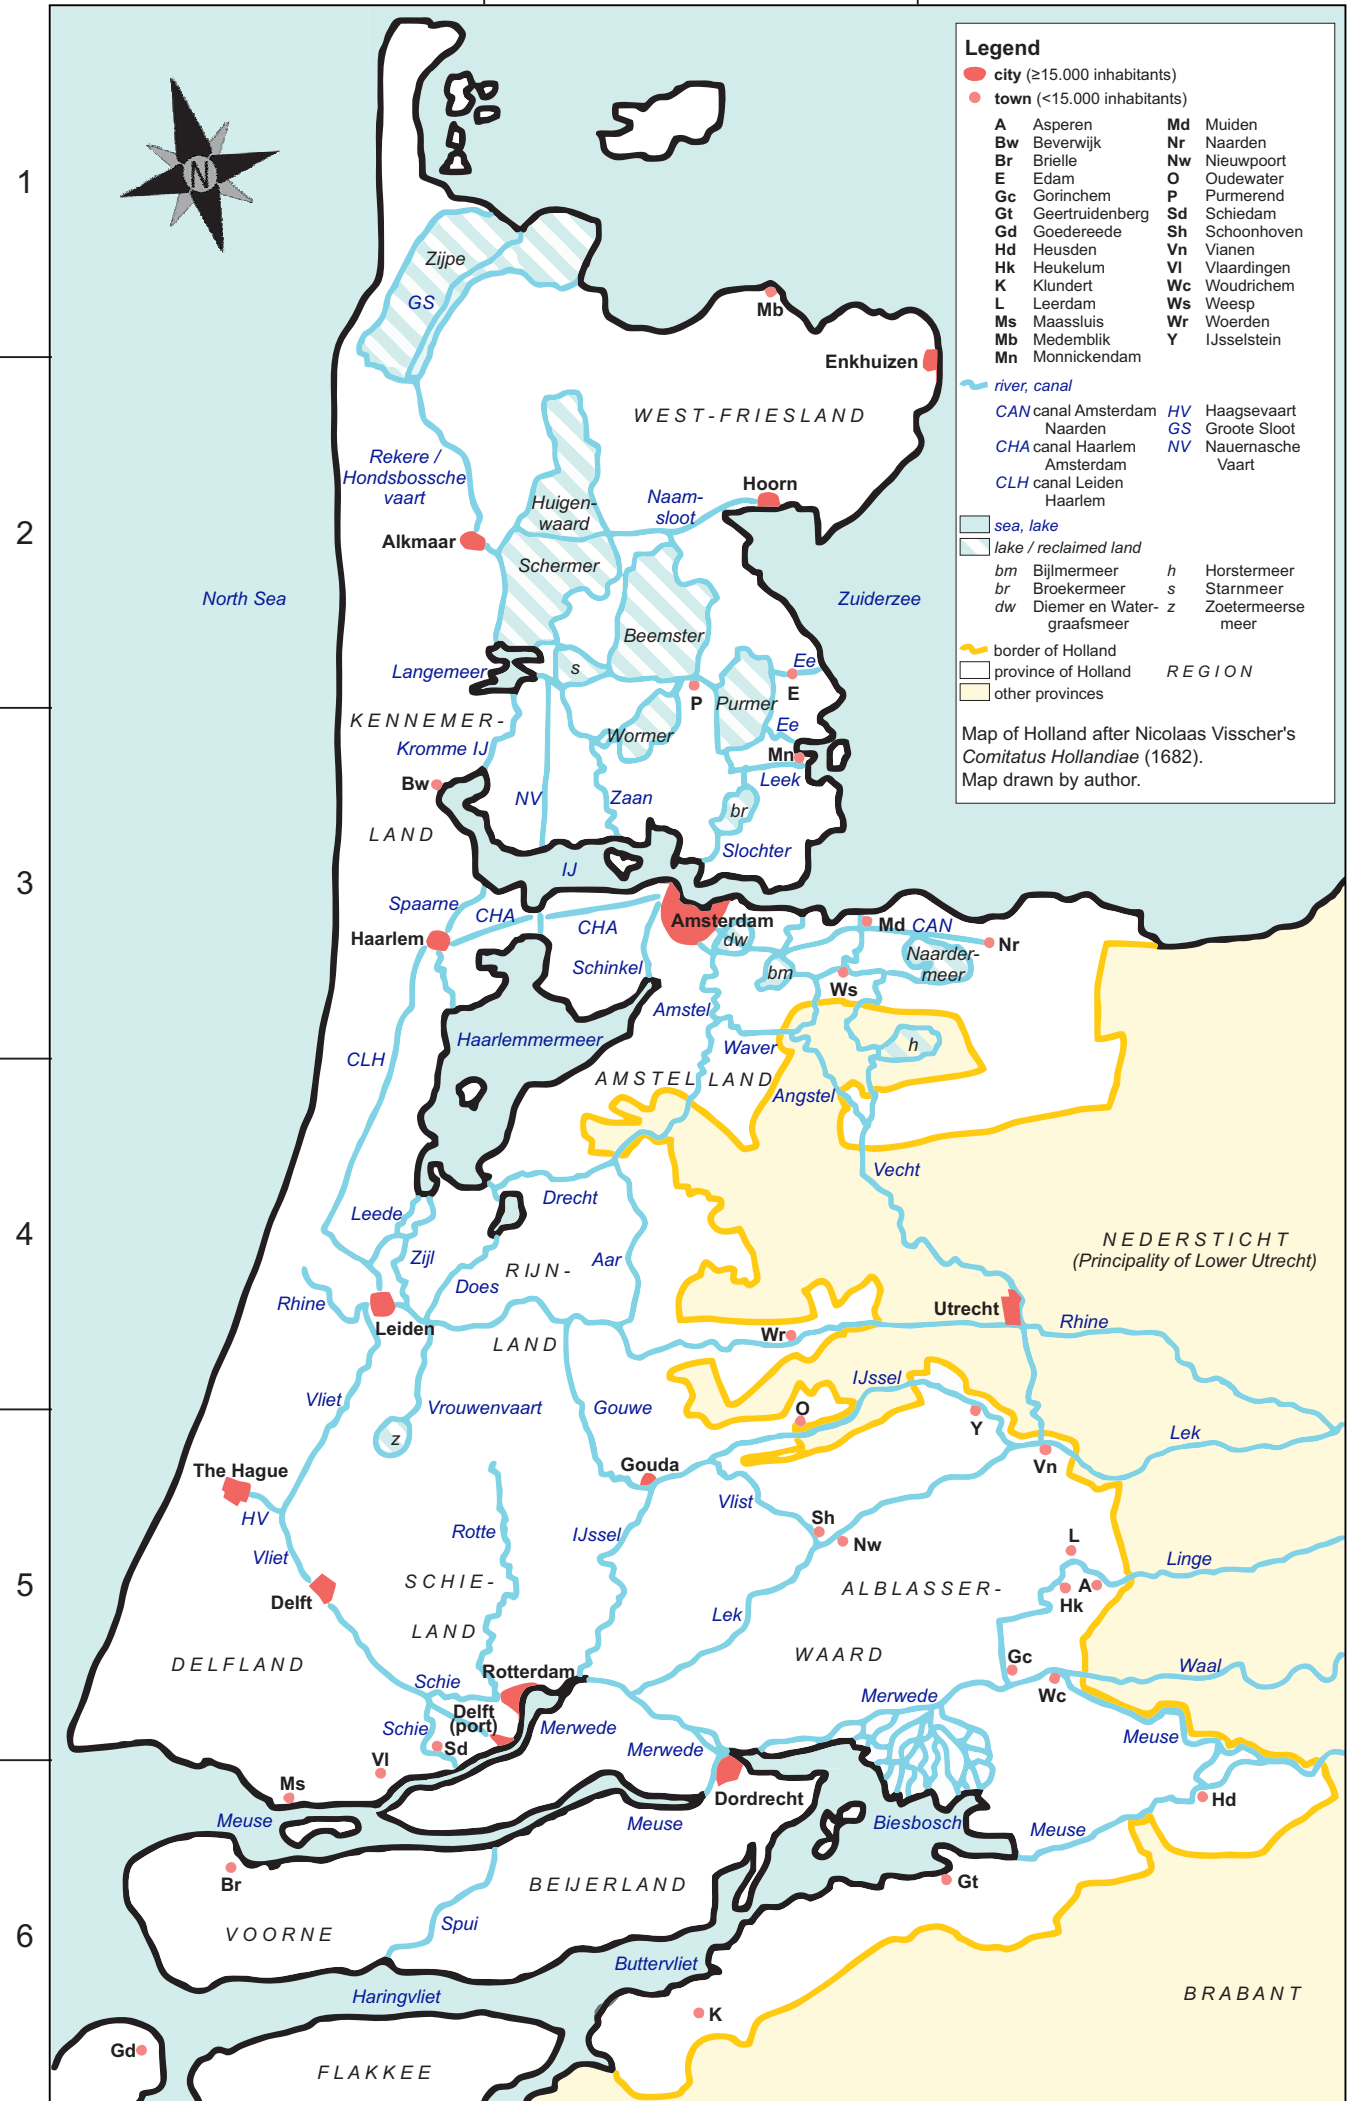 Legend
city (≥15.000 inhabitants)
town (<15.000 inhabitants)
A Asperen
Bw Beverwijk
Br Brielle
E Edam
Gc Gorinchem
Gt Geertruidenberg
Gd Goedereede
Hd Heusden
Hk Heukelum
K Klundert
L Leerdam
Ms Maassluis
Mb Medemblik
Mn Monnickendam
Md Muiden
Nr Naarden
Nw Nieuwpoort
O Oudewater
P Purmerend
Sd Schiedam
Sh Schoonhoven
Vn Vianen
Vl Vlaardingen
Wc Woudrichem
Ws Weesp
Wr Woerden
Y IJsselstein
river, canal
CAN canal Amsterdam
Naarden
CHA canal Haarlem
Amsterdam
CLH canal Leiden
Haarlem
HV Haagsevaart
GS Groote Sloot
NV Nauernasche
Vaart
sea, lake
lake / reclaimed land
bm Bijlmermeer
br Broekermeer
dw Diemer en Water-
graafsmeer
h Horstermeer
s Starnmeer
z Zoetermeerse
meer
border of Holland
province of Holland
REGION
other provinces
Map of Holland after Nicolaas Visscher's
Comitatus Hollandiae (1682).
Map drawn by author.
1
N
Zijpe
GS
Mb
Enkhuizen
WEST-FRIESLAND
Rekere /
Hondsbossche
vaart
Huigen-
waard
Naam-
sloot
Hoorn
2
Alkmaar
Schermer
North Sea
Zuiderzee
Beemster
Langemeer
s
Ee
E
P
Purmer
KENNEMER-
Kromme IJ
Wormer
Ee
Mn
Leek
Bw
NV
Zaan
br
LAND
Slochter
IJ
3
Spaarne
CHA
CHA
Amsterdam
Md
CAN
Haarlem
dw
Nr
Schinkel
bm
Naarder-
meer
Ws
Amstel
Haarlemmermeer
Waver
h
CLH
AMSTELLAND
Angstel
Vecht
Drecht
Leede
4
Zijl
Aar
NEDERSTICHT
(Principality of Lower Utrecht)
RIJN-
Does
Rhine
Utrecht
Rhine
Leiden
Wr
LAND
IJssel
Vliet
Vrouwenvaart
Gouwe
O
Y
z
Lek
Vn
The Hague
Gouda
HV
Vlist
Sh
Rotte
IJssel
Nw
L
Vliet
Linge
5
SCHIE-
ALBLASSER-
A
Hk
Delft
Lek
LAND
WAARD
DELFLAND
Gc
Waal
Schie
Rotterdam
Wc
Merwede
Delft
(port)
Schie
Merwede
Meuse
Sd
Merwede
Vl
Ms
Dordrecht
Hd
Meuse
Meuse
Biesbosch
Meuse
Br
BEIJERLAND
Gt
6
VOORNE
Spui
Buttervliet
Haringvliet
BRABANT
K
Gd
FLAKKEE